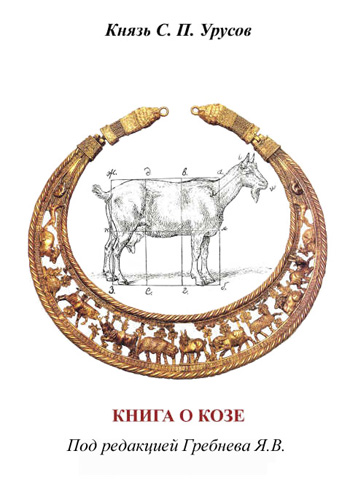 Князь С. П. Урусов
ж. д в. а
и
з е. г. б
КНИГА О КОЗЕ
Под редакцией Гребнева Я.В.